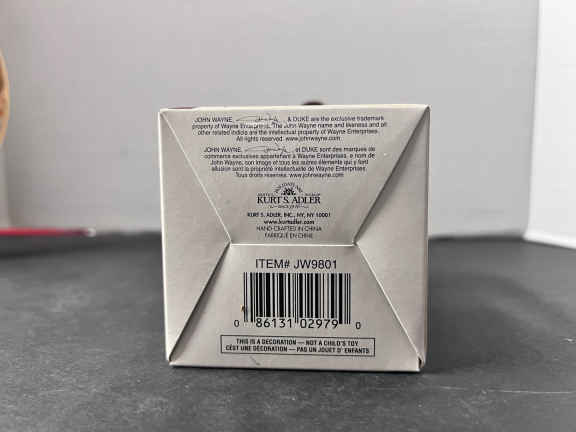 JOHN WAYNE, & DUKE are the exclusive trademark
property of Wayne Enterprises. The John Wayne name and likeness and all
other related indicia are the intellectual property of Wayne Enterprises.
All rights reserved. www.johnwayne.com
JOHN WAYNE, et DUKE sont des marques de
commerce exclusives appartenant à Wayne Enterprises, e nom de
John Wayne, son image et tous les autres éléments qui y font
allusion sont la propriété intellectuelle de Wayne Enterprises.
Tous droits réservés. www.johnwayne.com
KURT S. ADLER
KURT S. ADLER, INC., NY, NY 10001
www.kurtadler.com
HAND CRAFTED IN CHINA
FABRIQUÉ EN CHINE
ITEM# JW9801
0 86131 02979 0
THIS IS A DECORATION — NOT A CHILD'S TOY
CÉST UNE DÉCORATION — PAS UN JOUET D' ENFANTS